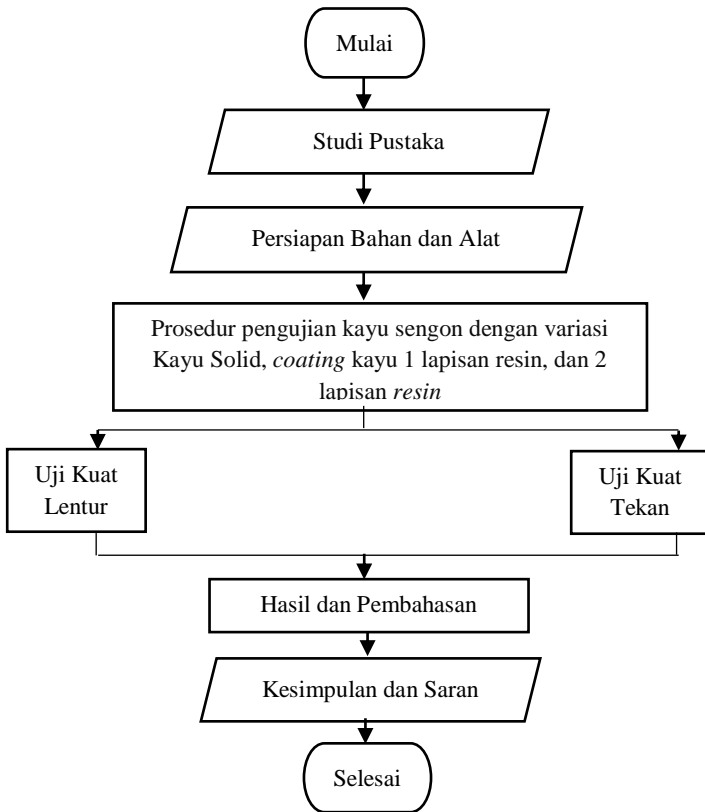 Mulai
Studi Pustaka
Persiapan Bahan dan Alat
Prosedur pengujian kayu sengon dengan variasi
Kayu Solid, coating kayu 1 lapisan resin, dan 2
lapisan resin
Uji Kuat
Lentur
Uji Kuat
Tekan
Hasil dan Pembahasan
Kesimpulan dan Saran
Selesai